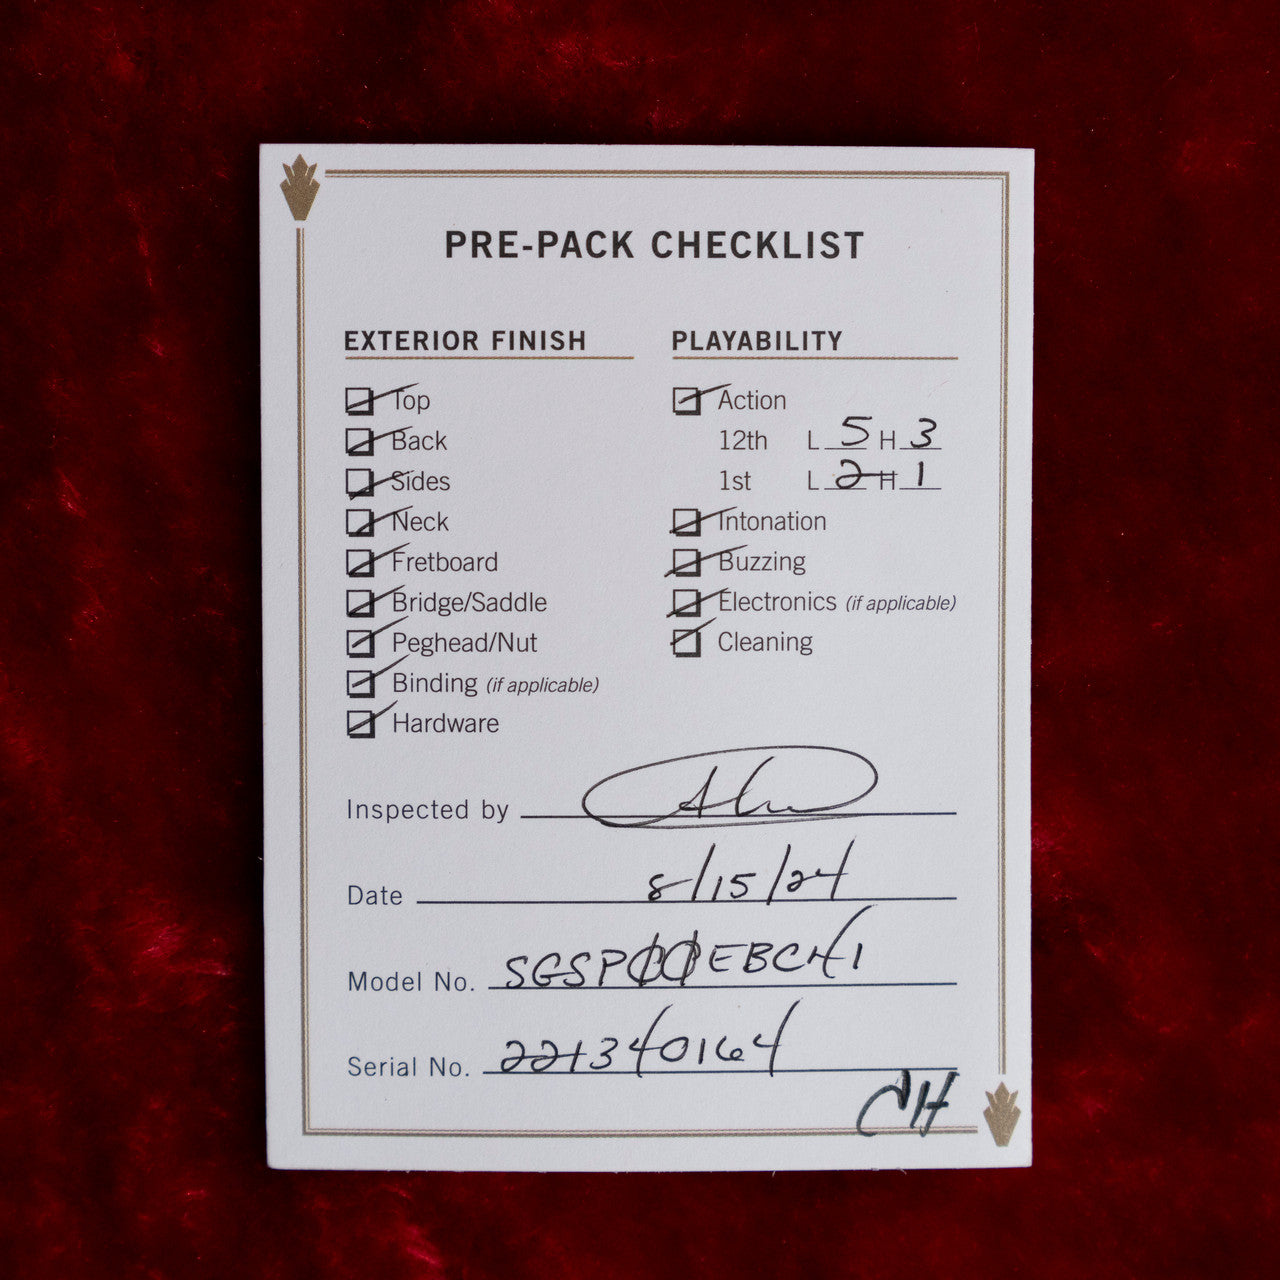 PRE-PACK CHECKLIST
EXTERIOR FINISH
Top
Back
Sides
Neck
Fretboard
Bridge/Saddle
Peghead/Nut
Binding (if applicable)
Hardware
PLAYABILITY
Action
12th L 5 H 3
1st L 2 H 1
Intonation
Buzzing
Electronics (if applicable)
Cleaning
Inspected by
Date 8/15/24
Model No. SGSP00EBCH1
Serial No. 221340164
CH